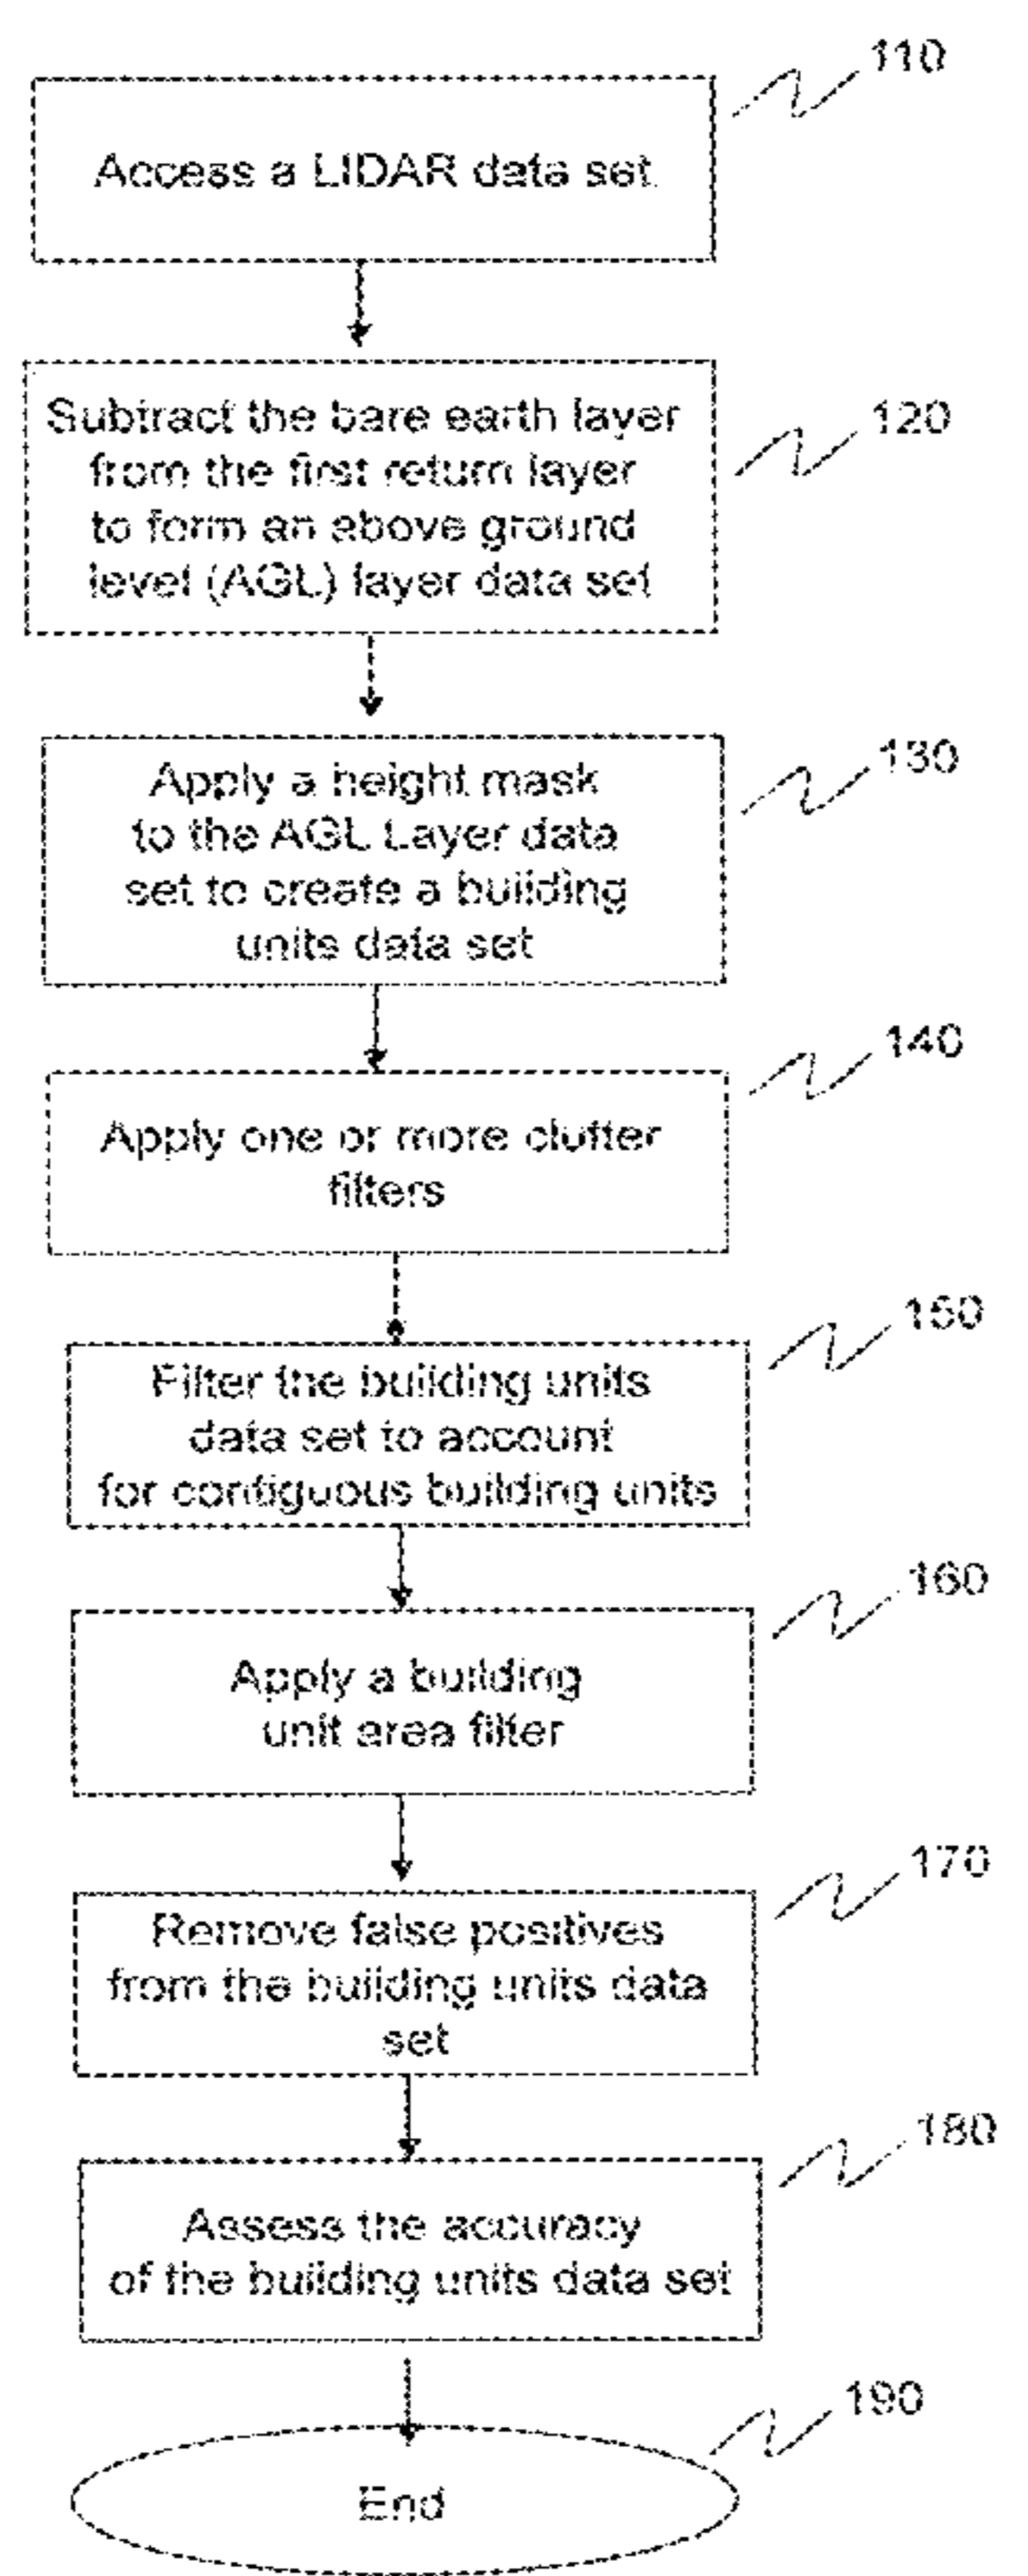 110
Access a LIDAR data set
120
Subtract the bare earth layer
from the first return layer
to form an above ground
level (AGL) layer data set
130
Apply a height mask
to the AGL Layer data
set to create a building
units data set
140
Apply one or more clutter
filters
150
Filter the building units
data set to account
for contiguous building units
160
Apply a building
unit area filter
170
Remove false positives
from the building units data
set
180
Assess the accuracy
of the building units data set
190
End